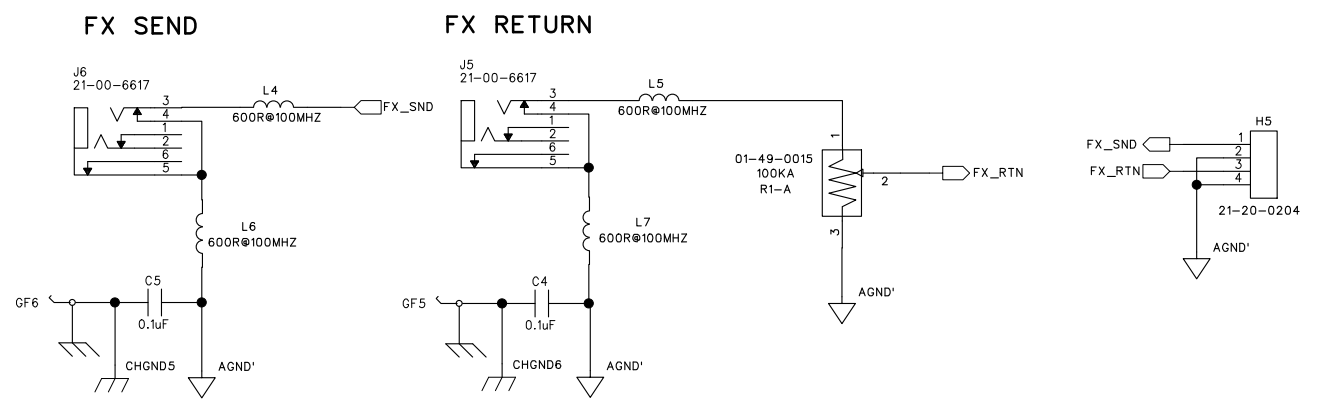 FX SEND
FX RETURN
J6
21-00-6617
3
4
1
2
6
5
L4
600R@100MHZ
FX_SND
L6
600R@100MHZ
C5
0.1uF
GF6
CHGND5
AGND'
J5
21-00-6617
3
4
1
2
6
5
L5
600R@100MHZ
L7
600R@100MHZ
C4
0.1uF
GF5
CHGND6
AGND'
1
01-49-0015
100KA
R1-A
2
3
FX_RTN
AGND'
H5
FX_SND
1
2
FX_RTN
3
4
21-20-0204
AGND'